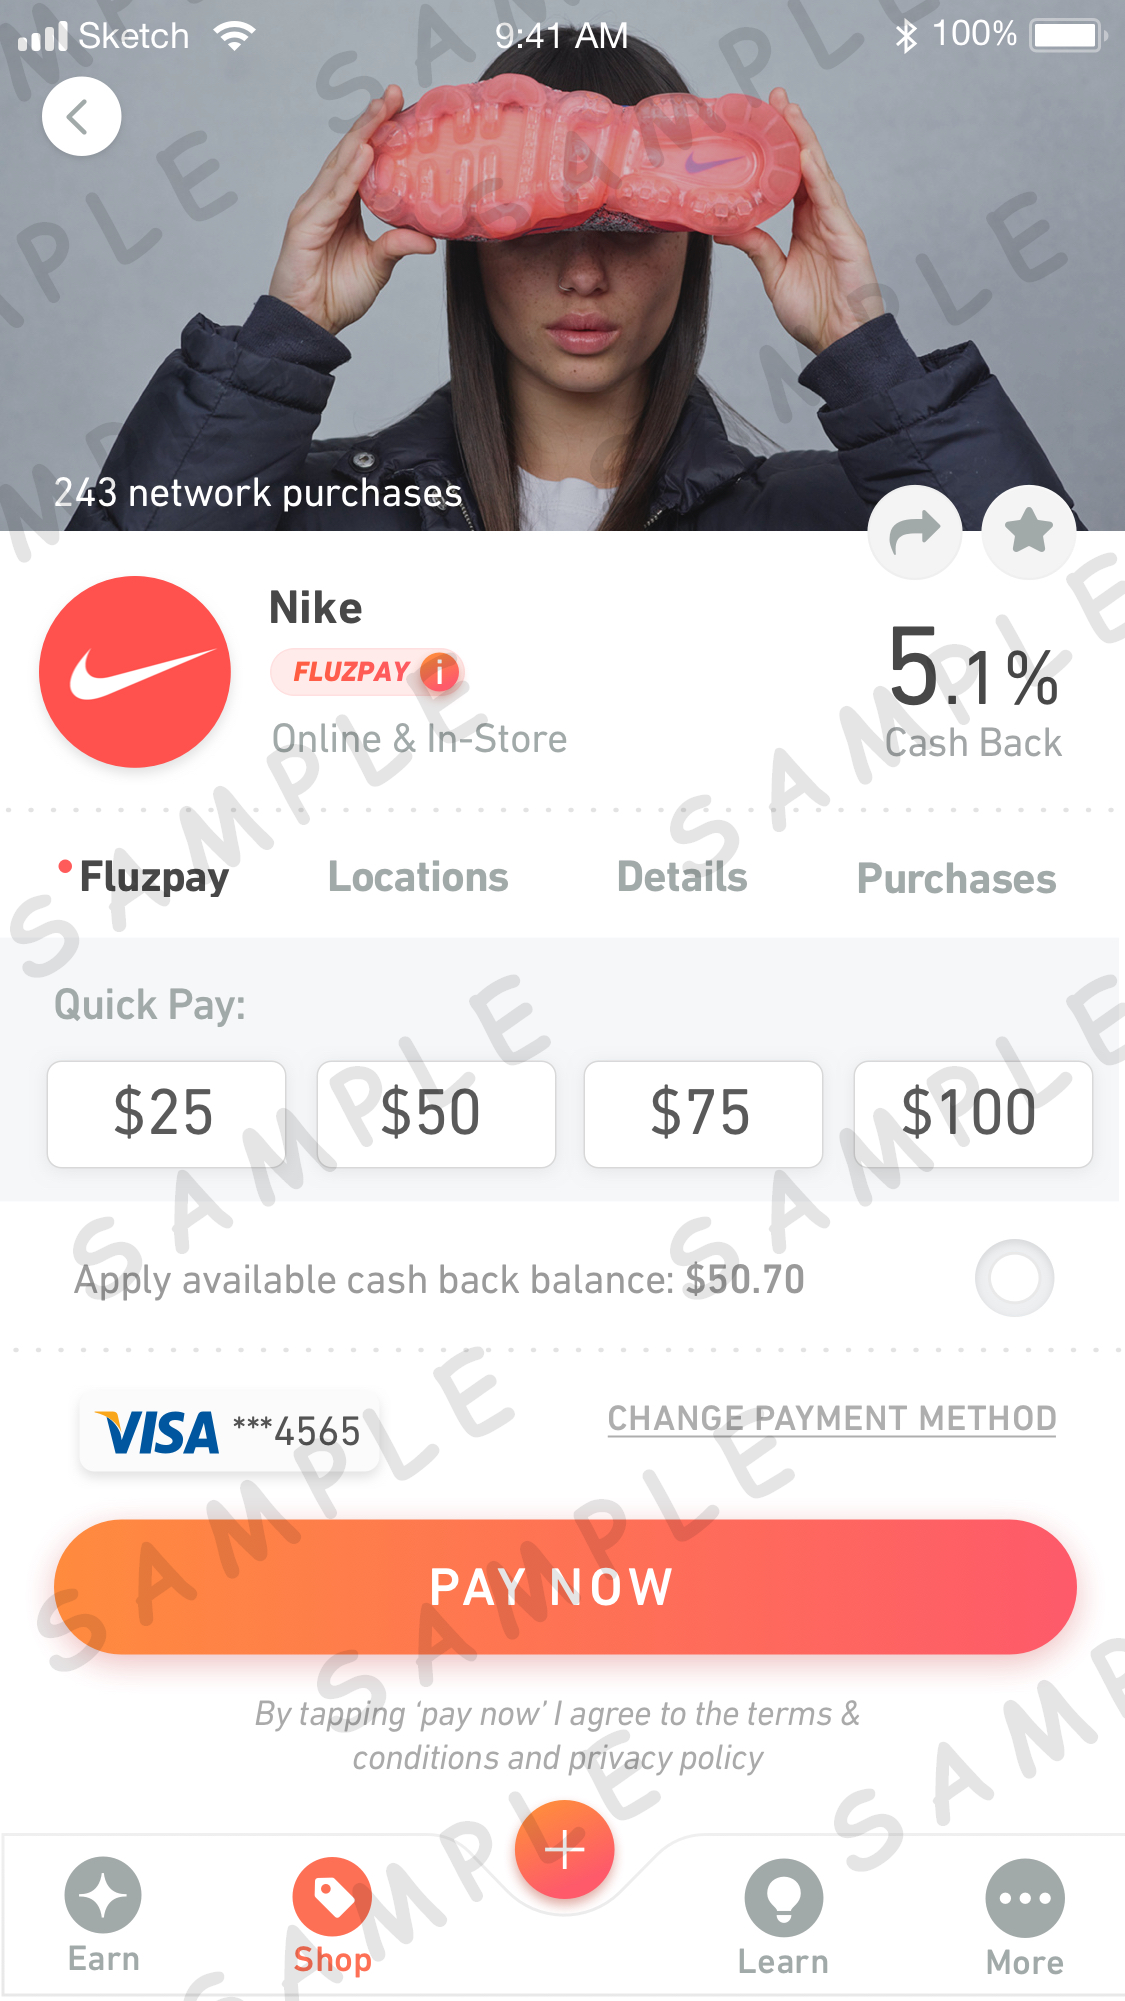 Sketch 9:41 AM 100%
243 network purchases
Nike
FLUZPAY i
Online & In-Store
5.1%
Cash Back
Fluzpay Locations Details Purchases
Quick Pay:
$25 $50 $75 $100
Apply available cash back balance: $50.70
VISA ***4565
CHANGE PAYMENT METHOD
PAY NOW
By tapping ‘pay now’ I agree to the terms &
conditions and privacy policy
Earn Shop Learn More
SAMPLE
SAMPLE
SAMPLE
SAMPLE
SAMPLE
SAMPLE
SAMPLE
SAMPLE
SAMPLE